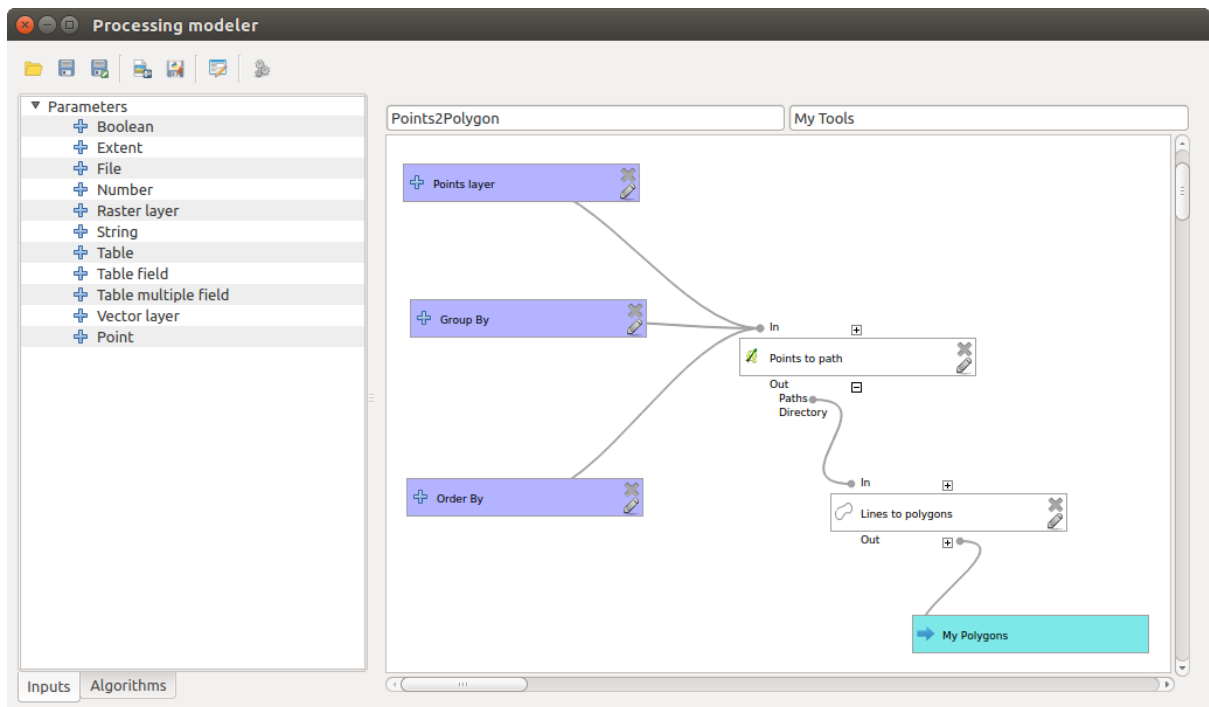 Processing modeler
Parameters
Boolean
Extent
File
Number
Raster layer
String
Table
Table field
Table multiple field
Vector layer
Point
Inputs
Algorithms
Points2Polygon
My Tools
Points layer
Group By
Order By
In
Points to path
Out
Paths
Directory
In
Lines to polygons
Out
My Polygons